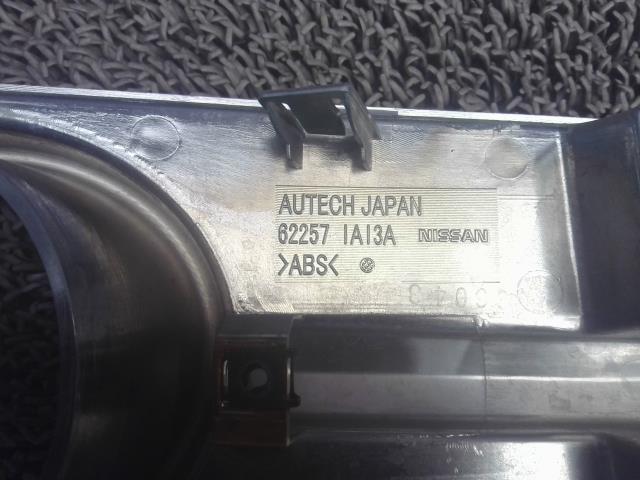 AUTECH JAPAN
62257 1A13A NISSAN
>ABS<